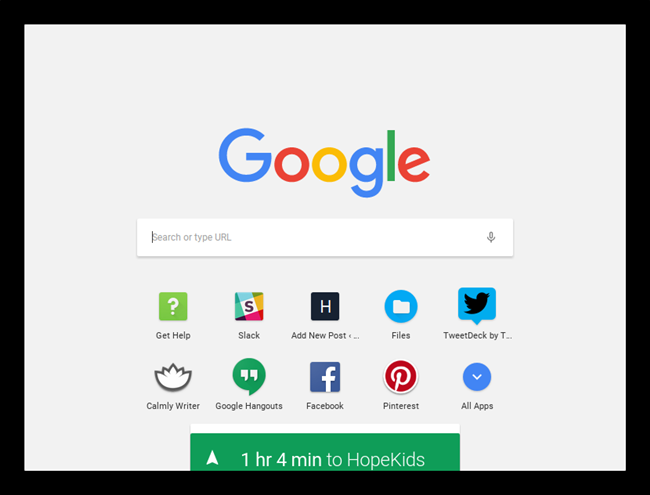 Google
Search or type URL
Get Help
Slack
Add New Post ‹ ...
Files
TweetDeck by T...
Calmly Writer
Google Hangouts
Facebook
Pinterest
All Apps
1 hr 4 min to HopeKids